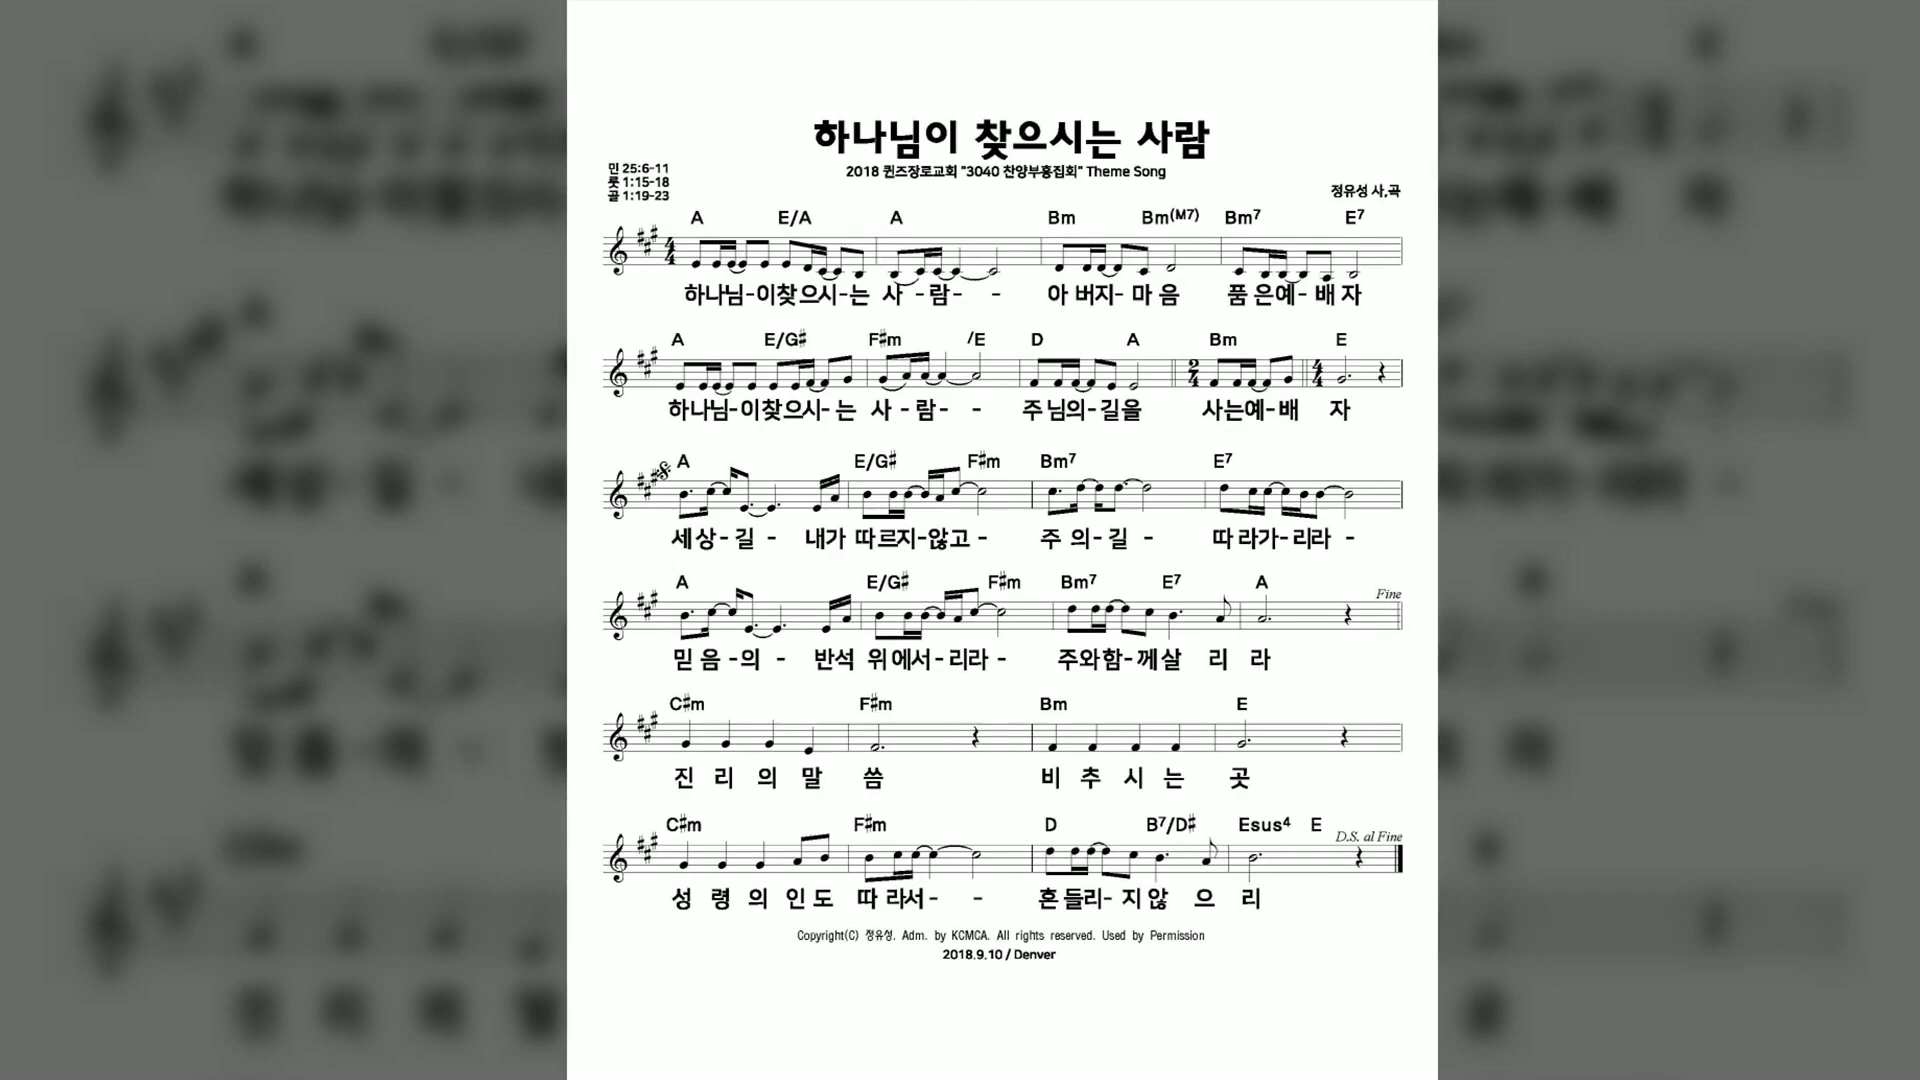 하나님이 찾으시는 사람
2018 퀸즈장로교회 "3040 찬양부흥집회" Theme Song
민 25:6-11
룻 1:15-18
골 1:19-23
정유성 사,곡
A E/A A Bm Bm(M7) Bm7 E7
하나님-이찾으시-는 사-람- - 아 버지-마 음 품 은예-배 자
A E/G# F#m /E D A Bm E
하나님-이찾으시-는 사-람- - 주 님의-길을 사는예-배 자
A E/G# F#m Bm7 E7
세상-길 - 내가 따르지-않고- 주 의-길 - 따 라가-리라 -
A E/G# F#m Bm7 E7 A Fine
믿 음 -의 - 반석 위에서-리라 - 주와함-께살 리 라
C#m F#m Bm E
진 리 의 말 씀 비 추 시 는 곳
C#m F#m D B7/D# Esus4 E D.S. al Fine
성 령 의 인 도 따 라서- - 흔 들리- 지 않 으 리
Copyright(C) 정유성. Adm. by KCMCA. All rights reserved. Used by Permission
2018.9.10 / Denver